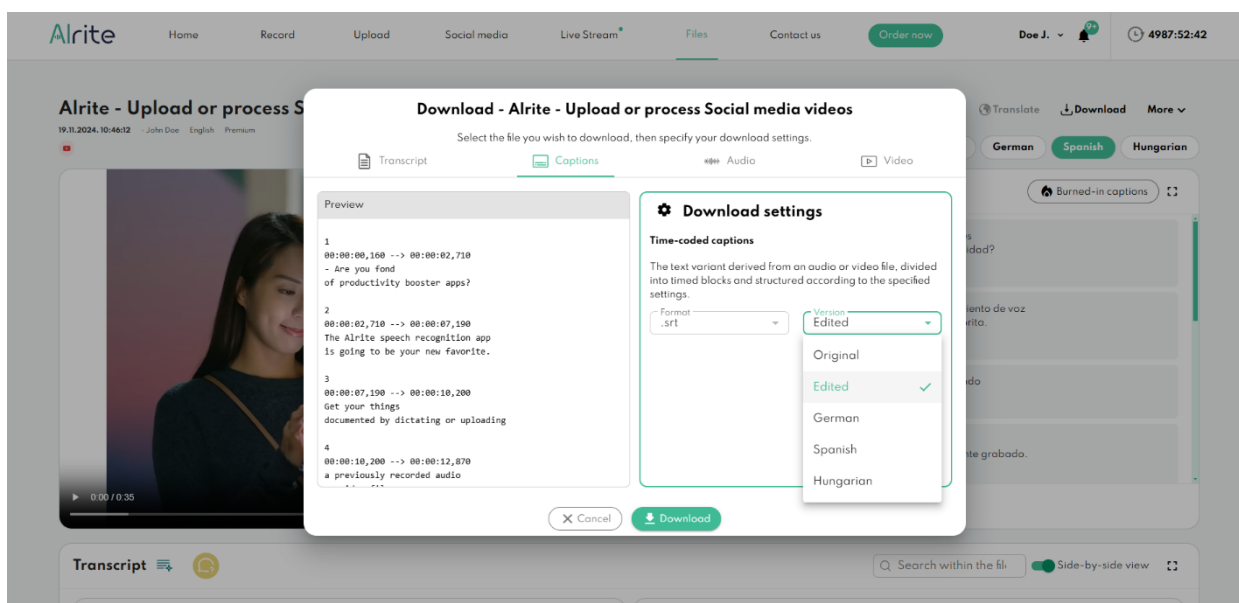 Alrite
Home Record Upload Social media Live Stream Files Contact us Order now Doe J. 9+ 4987:52:42
Alrite - Upload or process S
Translate Download More
19.11.2024. 10:46:12 - John Doe English Premium
German Spanish Hungarian
Burned-in captions
Download - Alrite - Upload or process Social media videos
Select the file you wish to download, then specify your download settings.
Transcript Captions Audio Video
Preview
1
00:00:00,160 --> 00:00:02,710
- Are you fond
of productivity booster apps?
2
00:00:02,710 --> 00:00:07,190
The Alrite speech recognition app
is going to be your new favorite.
3
00:00:07,190 --> 00:00:10,200
Get your things
documented by dictating or uploading
4
00:00:10,200 --> 00:00:12,870
a previously recorded audio
Download settings
Time-coded captions
The text variant derived from an audio or video file, divided
into timed blocks and structured according to the specified
settings.
Format
.srt
Version
Edited
Original
Edited
German
Spanish
Hungarian
idad?
iento de voz
rito.
do
te grabado.
0:00 / 0:35
Cancel Download
Transcript
Search within the fil
Side-by-side view